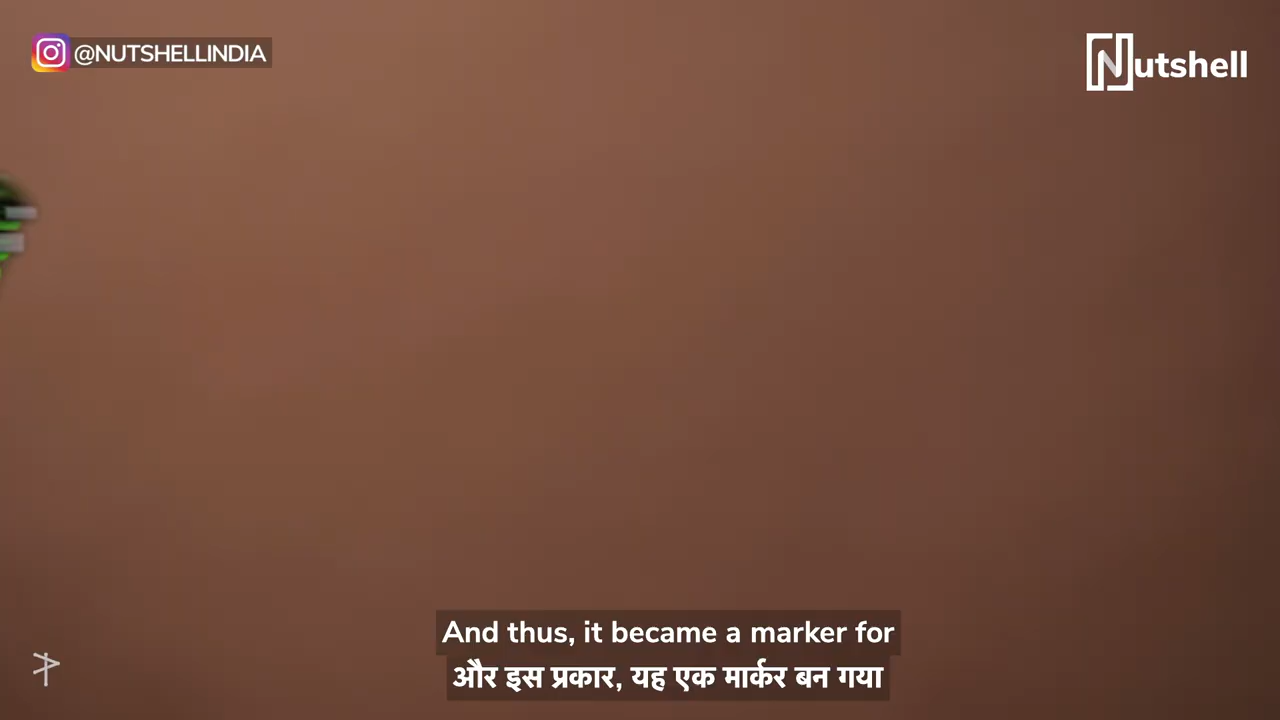 @NUTSHELLINDIA
Nutshell
And thus, it became a marker for
और इस प्रकार, यह एक मार्कर बन गया